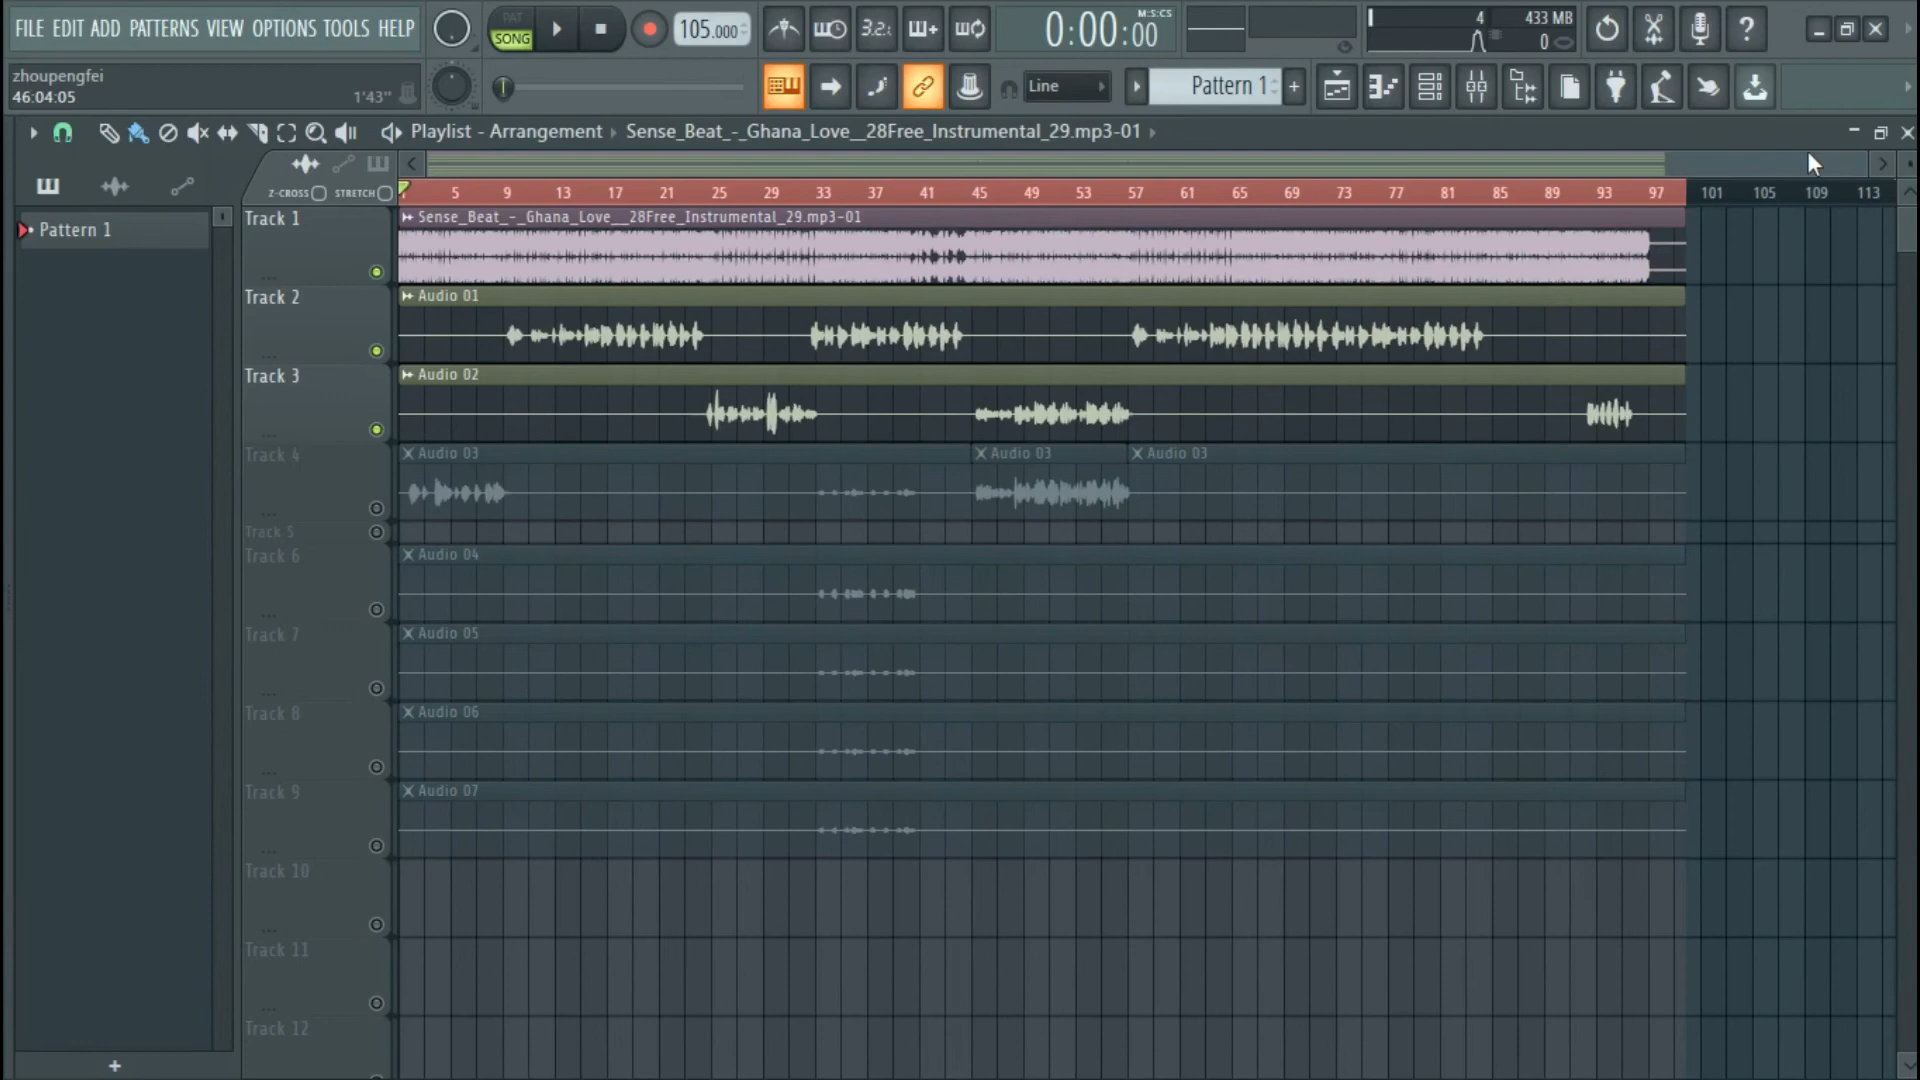 FILE EDIT ADD PATTERNS VIEW OPTIONS TOOLS HELP
PAT
SONG
105.000
3.2.
0:00:00
M:S:CS
4
433 MB
0
?
zhoupengfei
46:04:05
1'43"
Line
Pattern 1
+
Playlist - Arrangement › Sense_Beat_-_Ghana_Love__28Free_Instrumental_29.mp3-01
Z-CROSS
STRETCH
5 9 13 17 21 25 29 33 37 41 45 49 53 57 61 65 69 73 77 81 85 89 93 97 101 105 109 113
Pattern 1
Track 1
Sense_Beat_-_Ghana_Love__28Free_Instrumental_29.mp3-01
Track 2
Audio 01
Track 3
Audio 02
Track 4
Audio 03
Audio 03
Audio 03
Track 5
Track 6
Audio 04
Track 7
Audio 05
Track 8
Audio 06
Track 9
Audio 07
Track 10
Track 11
Track 12
+